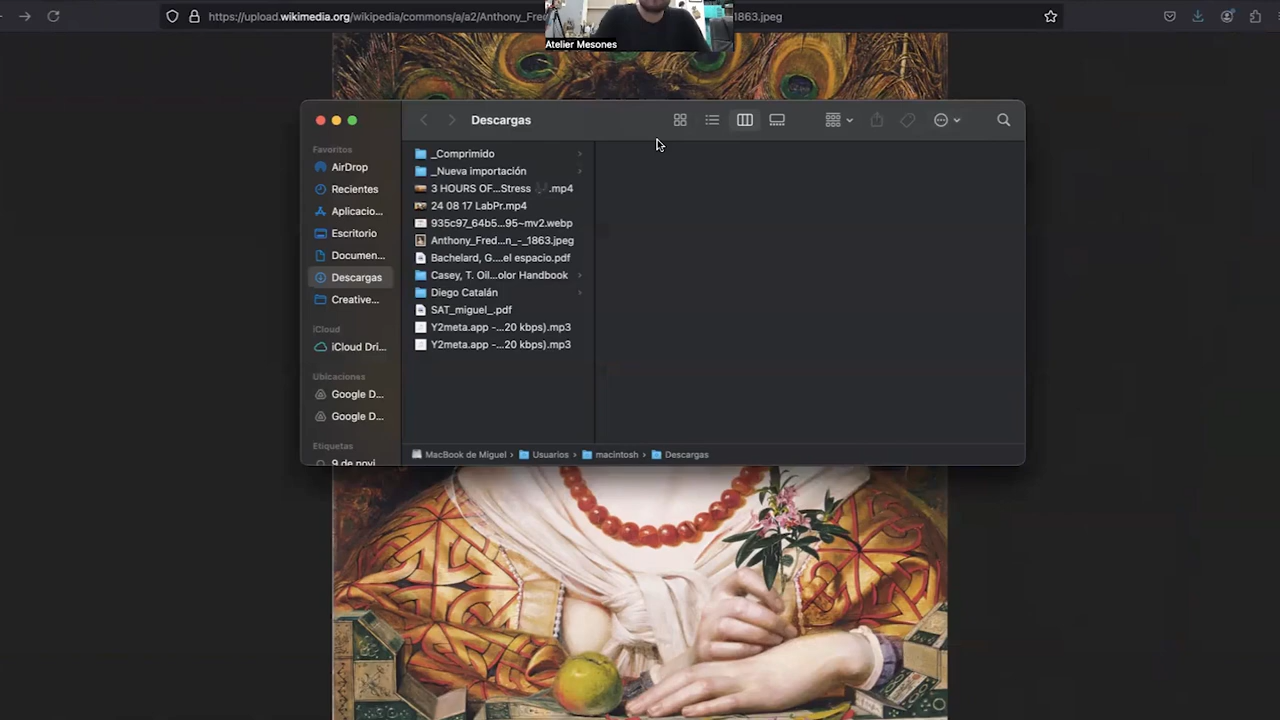 https://upload.wikimedia.org/wikipedia/commons/a/a2/Anthony_Fred
1863.jpeg
Atelier Mesones
Descargas
Favoritos
AirDrop
Recientes
Aplicacio...
Escritorio
Documen...
Descargas
Creative...
iCloud
iCloud Dri...
Ubicaciones
Google D...
Google D...
Etiquetas
9 de novi
_Comprimido
_Nueva importación
3 HOURS OF...Stress .mp4
24 08 17 LabPr.mp4
935c97_64b5...95~mv2.webp
Anthony_Fred...n_-_1863.jpeg
Bachelard, G....el espacio.pdf
Casey, T. Oil...olor Handbook
Diego Catalán
SAT_miguel_.pdf
Y2meta.app -...20 kbps).mp3
Y2meta.app -...20 kbps).mp3
MacBook de Miguel › Usuarios › macintosh › Descargas